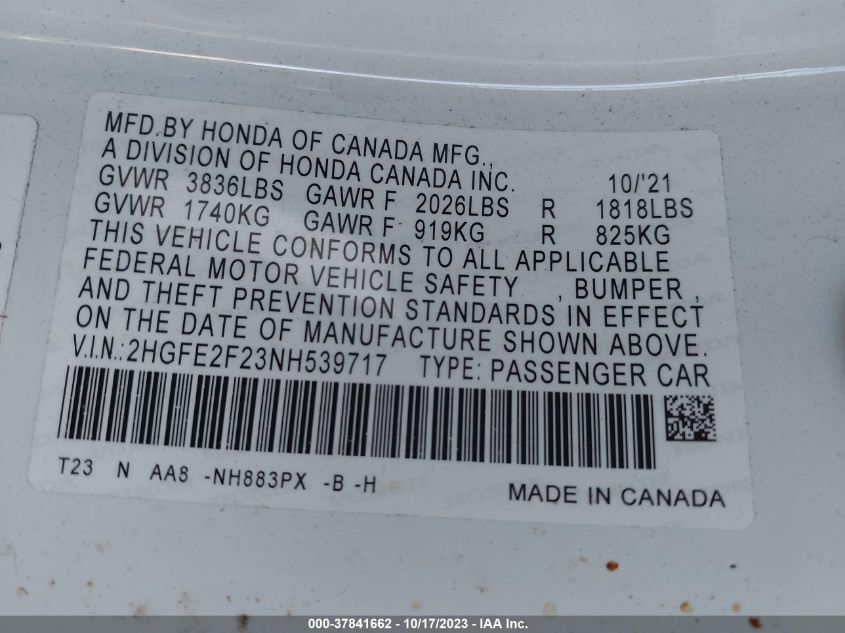 MFD.BY HONDA OF CANADA MFG.,
A DIVISION OF HONDA CANADA INC. 10/'21
GVWR 3836LBS GAWR F 2026LBS R 1818LBS
GVWR 1740KG GAWR F 919KG R 825KG
THIS VEHICLE CONFORMS TO ALL APPLICABLE
FEDERAL MOTOR VEHICLE SAFETY , BUMPER ,
AND THEFT PREVENTION STANDARDS IN EFFECT
ON THE DATE OF MANUFACTURE SHOWN ABOVE.
V.I.N.:2HGFE2F23NH539717 TYPE: PASSENGER CAR
T23 N AA8 -NH883PX -B -H MADE IN CANADA
000-37841662 - 10/17/2023 - IAA Inc.